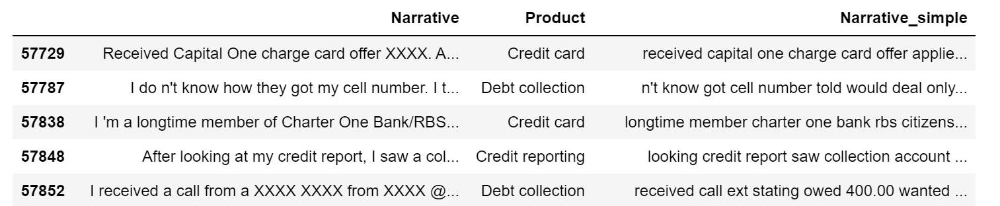 Narrative Product Narrative_simple
57729 Received Capital One charge card offer XXXX. A... Credit card received capital one charge card offer applie...
57787 I do n't know how they got my cell number. I t... Debt collection n't know got cell number told would deal only...
57838 I 'm a longtime member of Charter One Bank/RBS... Credit card longtime member charter one bank rbs citizens...
57848 After looking at my credit report, I saw a col... Credit reporting looking credit report saw collection account ...
57852 I received a call from a XXXX XXXX from XXXX @... Debt collection received call ext stating owed 400.00 wanted ...